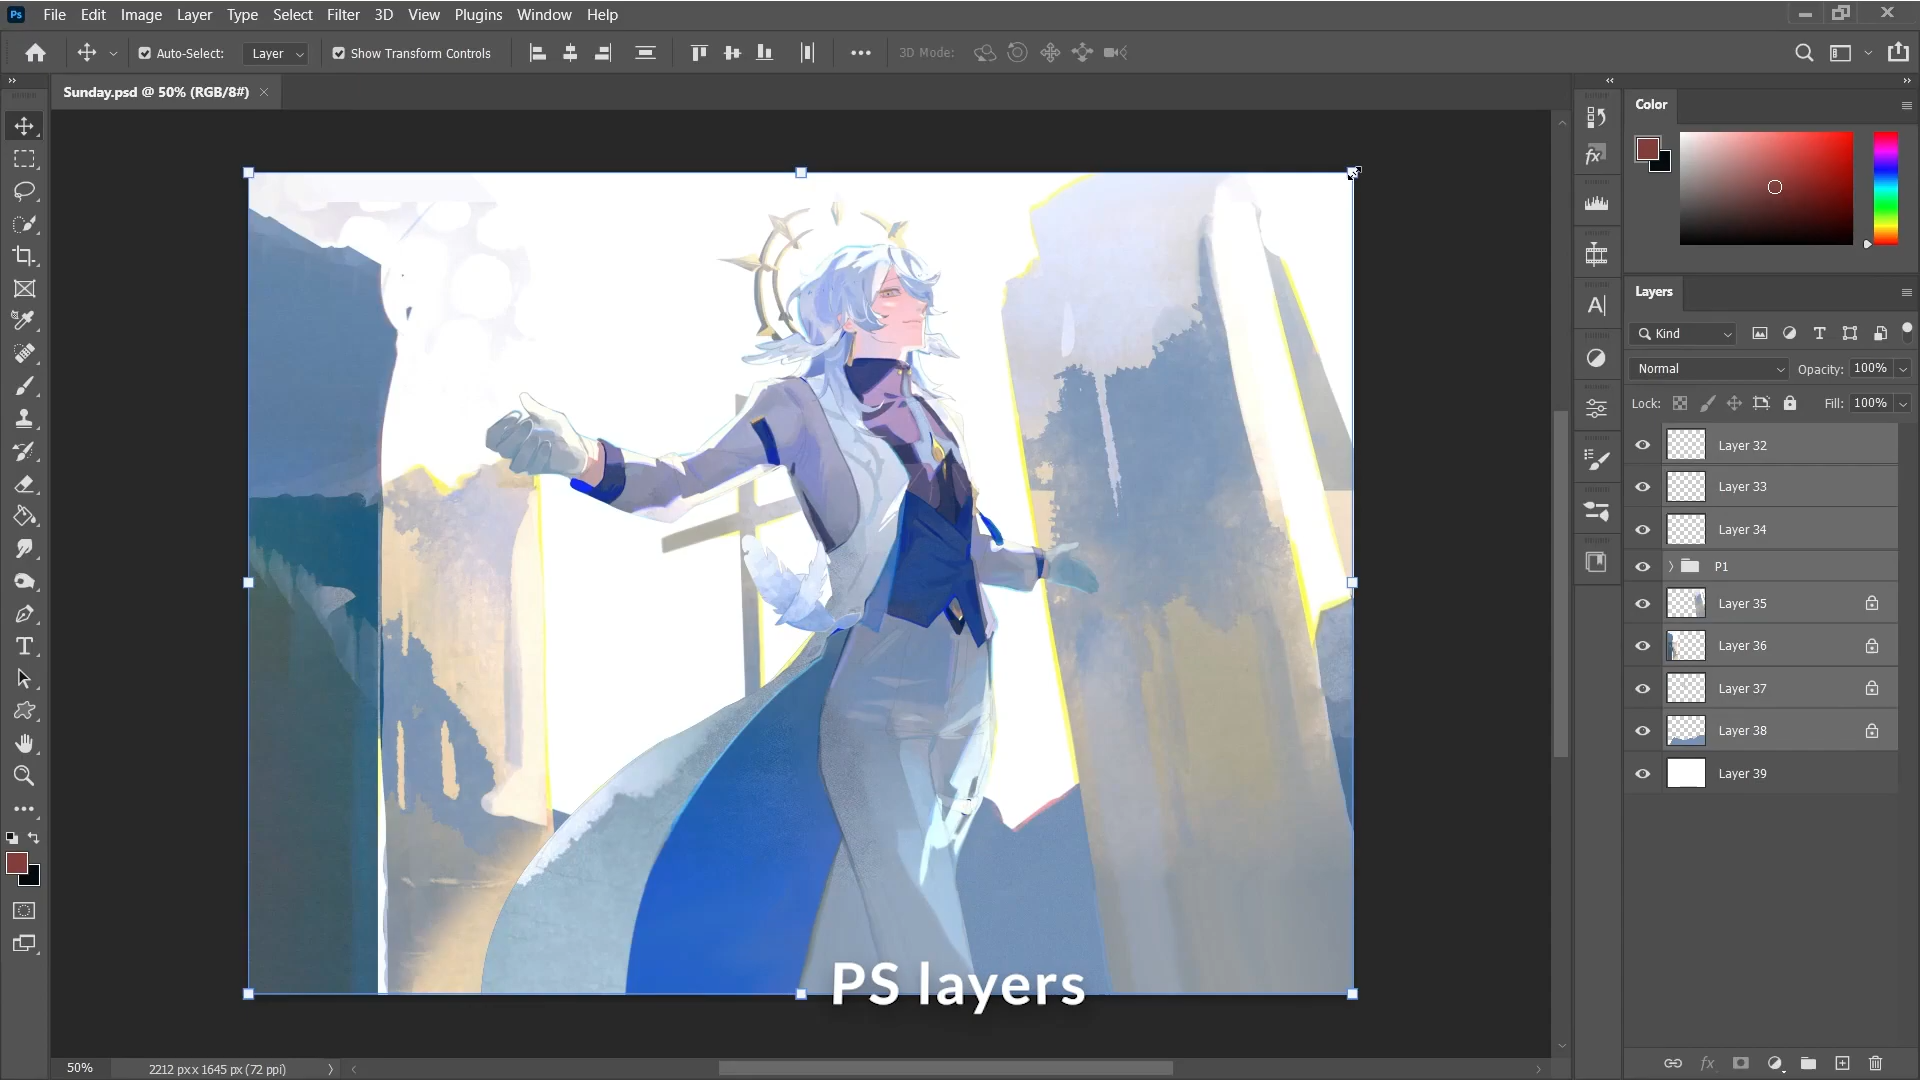 Ps File Edit Image Layer Type Select Filter 3D View Plugins Window Help
Auto-Select: Layer Show Transform Controls 3D Mode:
Sunday.psd @ 50% (RGB/8#)
Color
Layers
Kind
Normal Opacity: 100%
Lock: Fill: 100%
Layer 32
Layer 33
Layer 34
P1
Layer 35
Layer 36
Layer 37
Layer 38
Layer 39
PS layers
50% 2212 px x 1645 px (72 ppi)